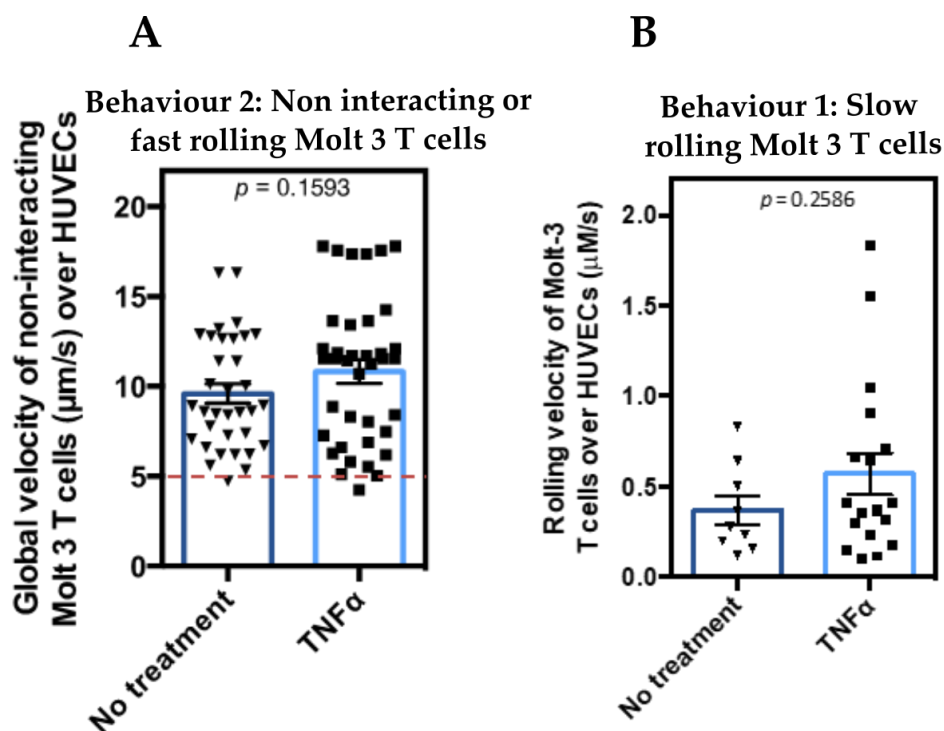 A
Behaviour 2: Non interacting or
fast rolling Molt 3 T cells
Global velocity of non-interacting
Molt 3 T cells (μm/s) over HUVECs
p = 0.1593
20
15
10
5
0
No treatment
TNFα
B
Behaviour 1: Slow
rolling Molt 3 T cells
Rolling velocity of Molt-3
T cells over HUVECs (μM/s)
p = 0.2586
2.0
1.5
1.0
0.5
0.0
No treatment
TNFα